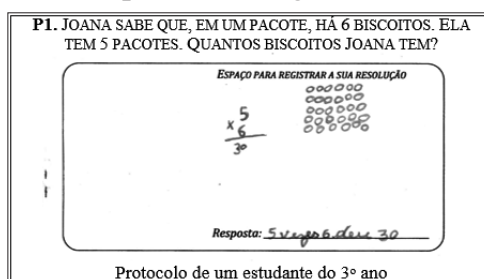 P1. JOANA SABE QUE, EM UM PACOTE, HÁ 6 BISCOITOS. ELA
TEM 5 PACOTES. QUANTOS BISCOITOS JOANA TEM?
ESPAÇO PARA REGISTRAR A SUA RESOLUÇÃO
5
x 6
30
Resposta: 5 vezes 6 deu 30
Protocolo de um estudante do 3º ano